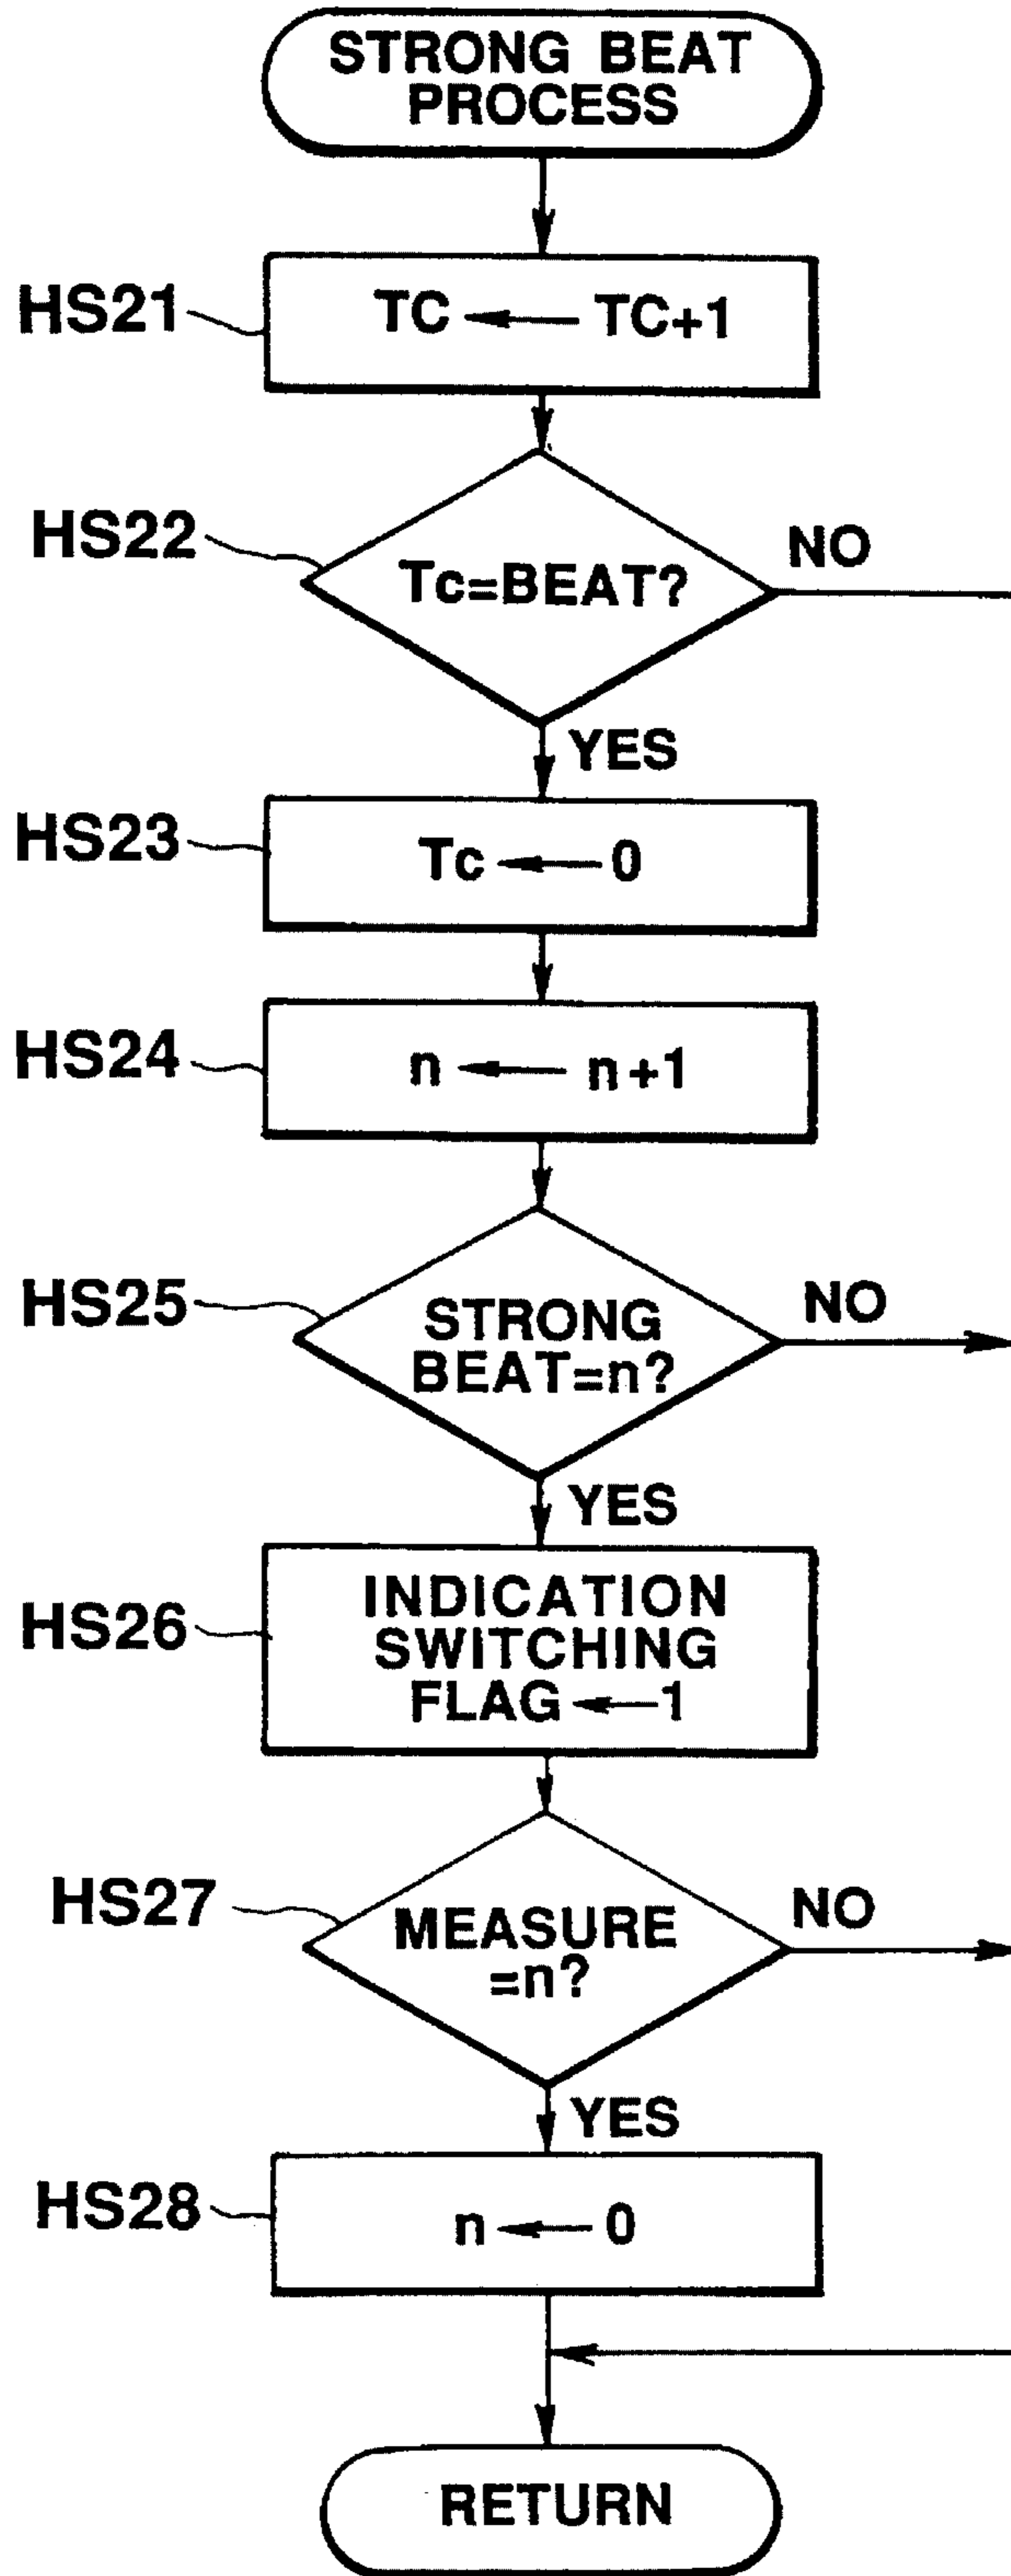 STRONG BEAT
PROCESS
HS21
TC ← TC+1
HS22
Tc=BEAT?
NO
YES
HS23
Tc ← 0
HS24
n ← n+1
HS25
STRONG
BEAT=n?
NO
YES
HS26
INDICATION
SWITCHING
FLAG ← 1
HS27
MEASURE
=n?
NO
YES
HS28
n ← 0
RETURN